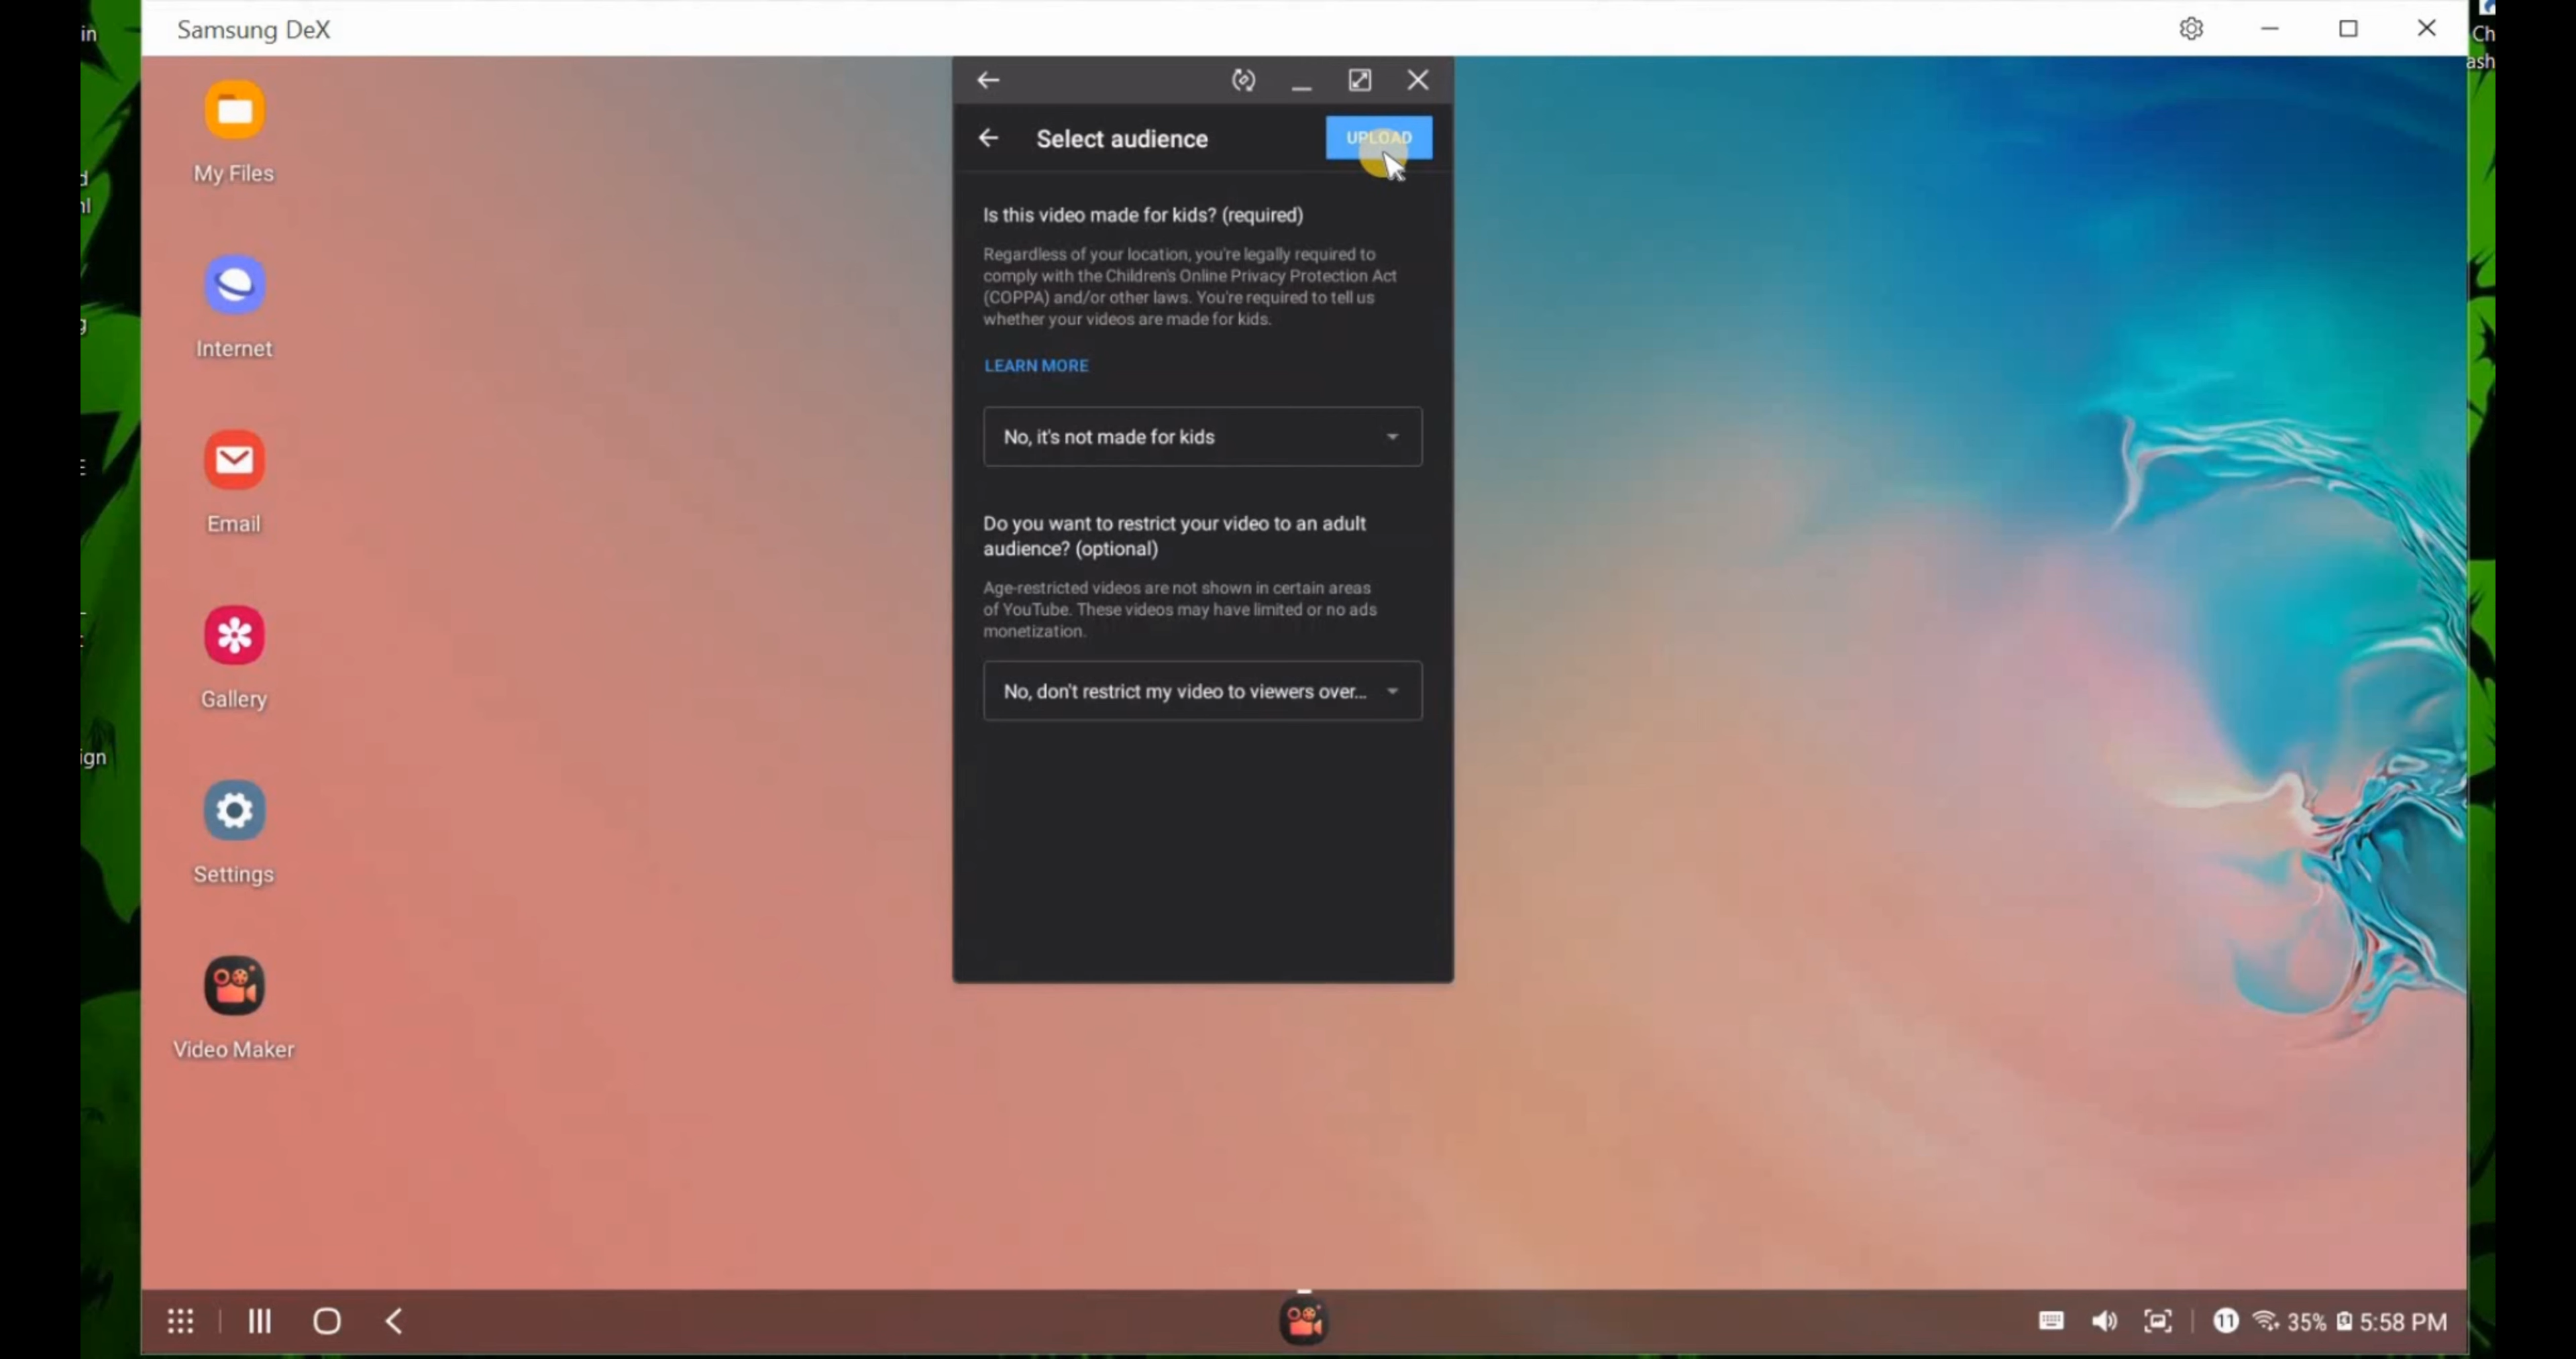 Samsung DeX
in
Ch
ash
My Files
Internet
Email
Gallery
Settings
Video Maker
Select audience
UPLOAD
Is this video made for kids? (required)
Regardless of your location, you're legally required to
comply with the Children's Online Privacy Protection Act
(COPPA) and/or other laws. You're required to tell us
whether your videos are made for kids.
LEARN MORE
No, it's not made for kids
Do you want to restrict your video to an adult
audience? (optional)
Age-restricted videos are not shown in certain areas
of YouTube. These videos may have limited or no ads
monetization.
No, don't restrict my video to viewers over...
ign
11
35%
5:58 PM